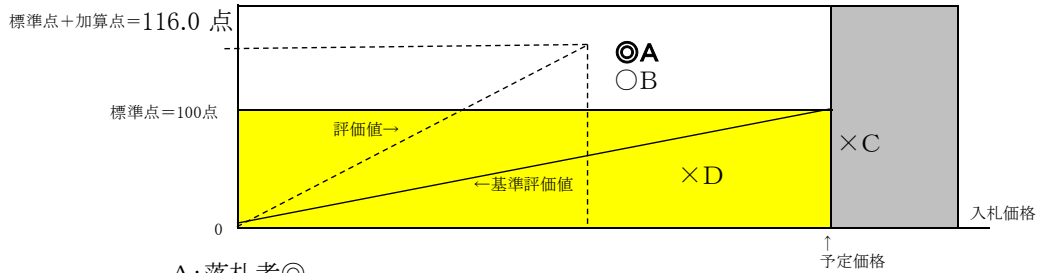 標準点＋加算点＝116.0 点
◎A
○B
標準点＝100点
評価値→
×C
×D
←基準評価値
0
入札価格
↑
予定価格
A：落札者◎